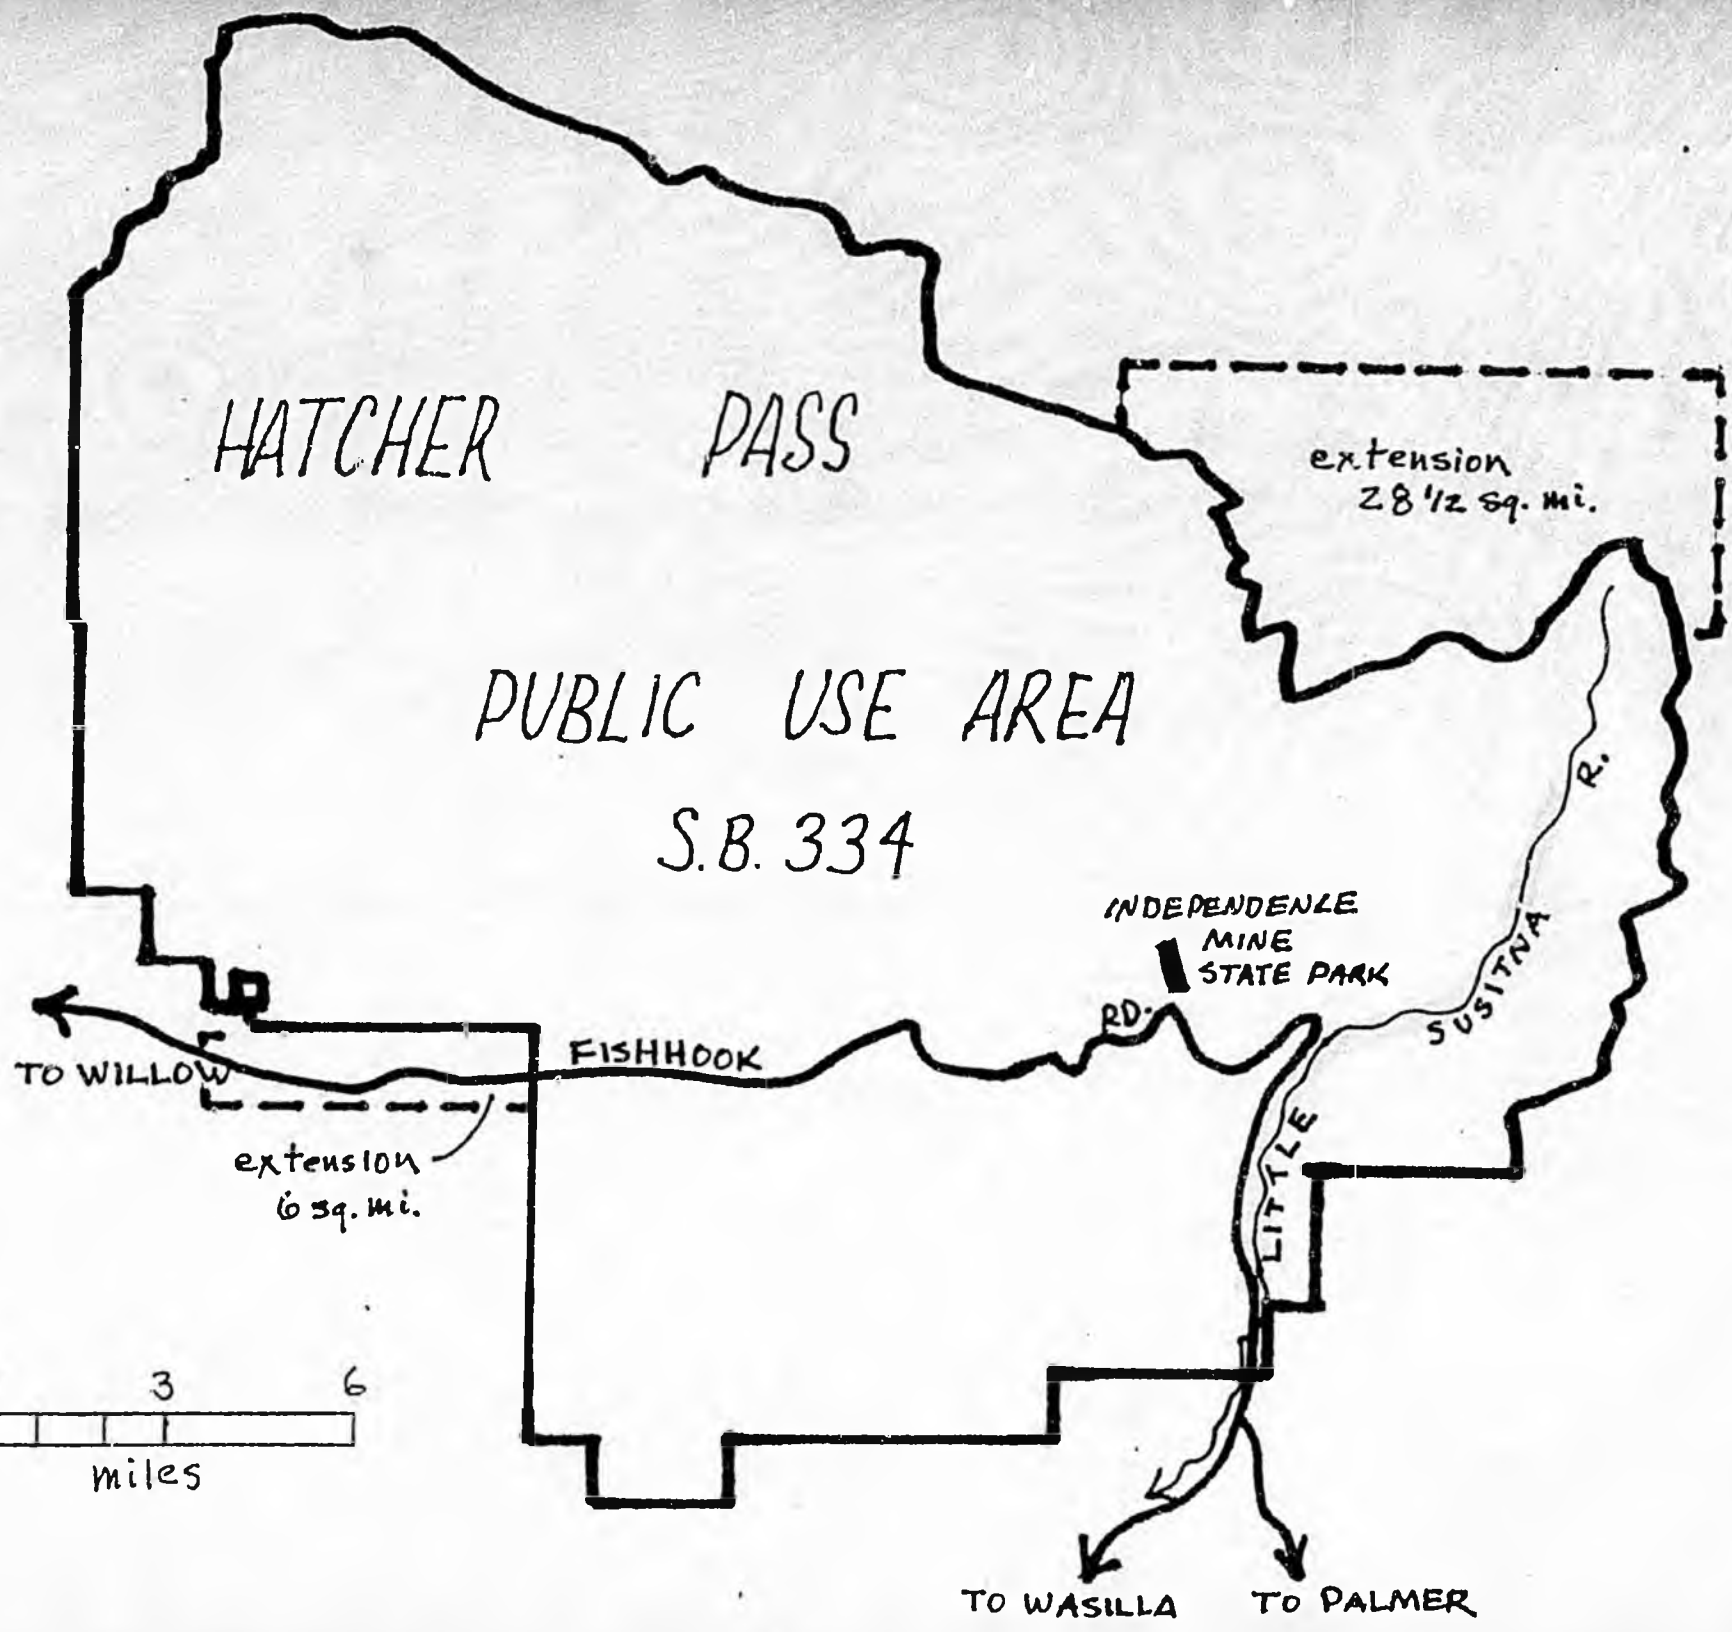 HATCHER PASS
extension
28 1/2 sq. mi.
PUBLIC USE AREA
S.B. 334
R.
INDEPENDENCE
MINE
STATE PARK
SUSITNA
RD.
FISHHOOK
TO WILLOW
LITTLE
extension
6 sq. mi.
3 6
miles
TO WASILLA TO PALMER